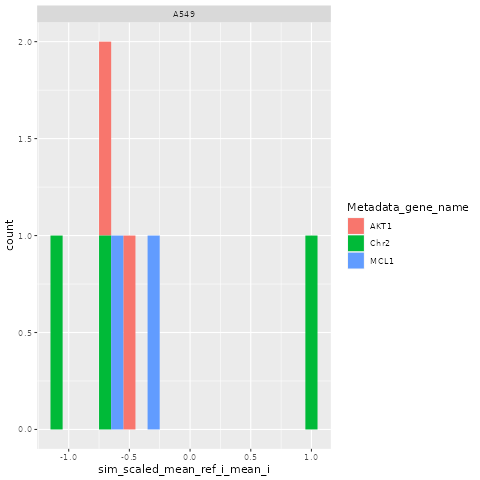 A549
2.0
1.5
1.0
0.5
0.0
count
-1.0 -0.5 0.0 0.5 1.0
sim_scaled_mean_ref_i_mean_i
Metadata_gene_name
AKT1
Chr2
MCL1